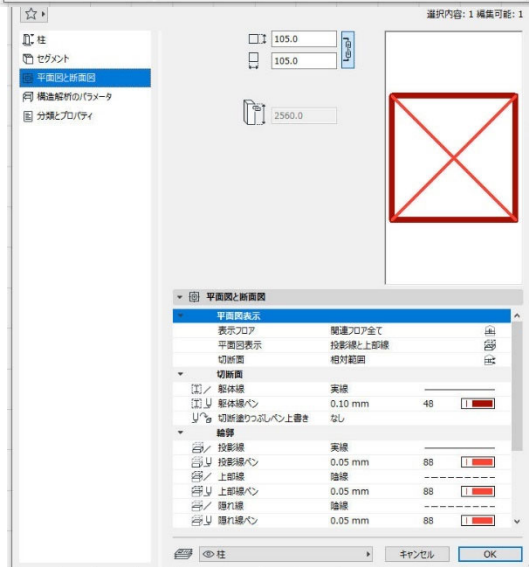 選択内容: 1 編集可能: 1
柱
セグメント
平面図と断面図
構造解析のパラメータ
分類とプロパティ
105.0
105.0
2560.0
平面図と断面図
平面図表示
表示フロア 関連フロア全て
平面図表示 投影線と上部線
切断面 相対範囲
切断面
躯体線 実線
躯体線ペン 0.10 mm 48
切断塗りつぶしペン上書き なし
輪郭
投影線 実線
投影線ペン 0.05 mm 88
上部線 陰線
上部線ペン 0.05 mm 88
隠れ線 陰線
隠れ線ペン 0.05 mm 88
柱 キャンセル OK